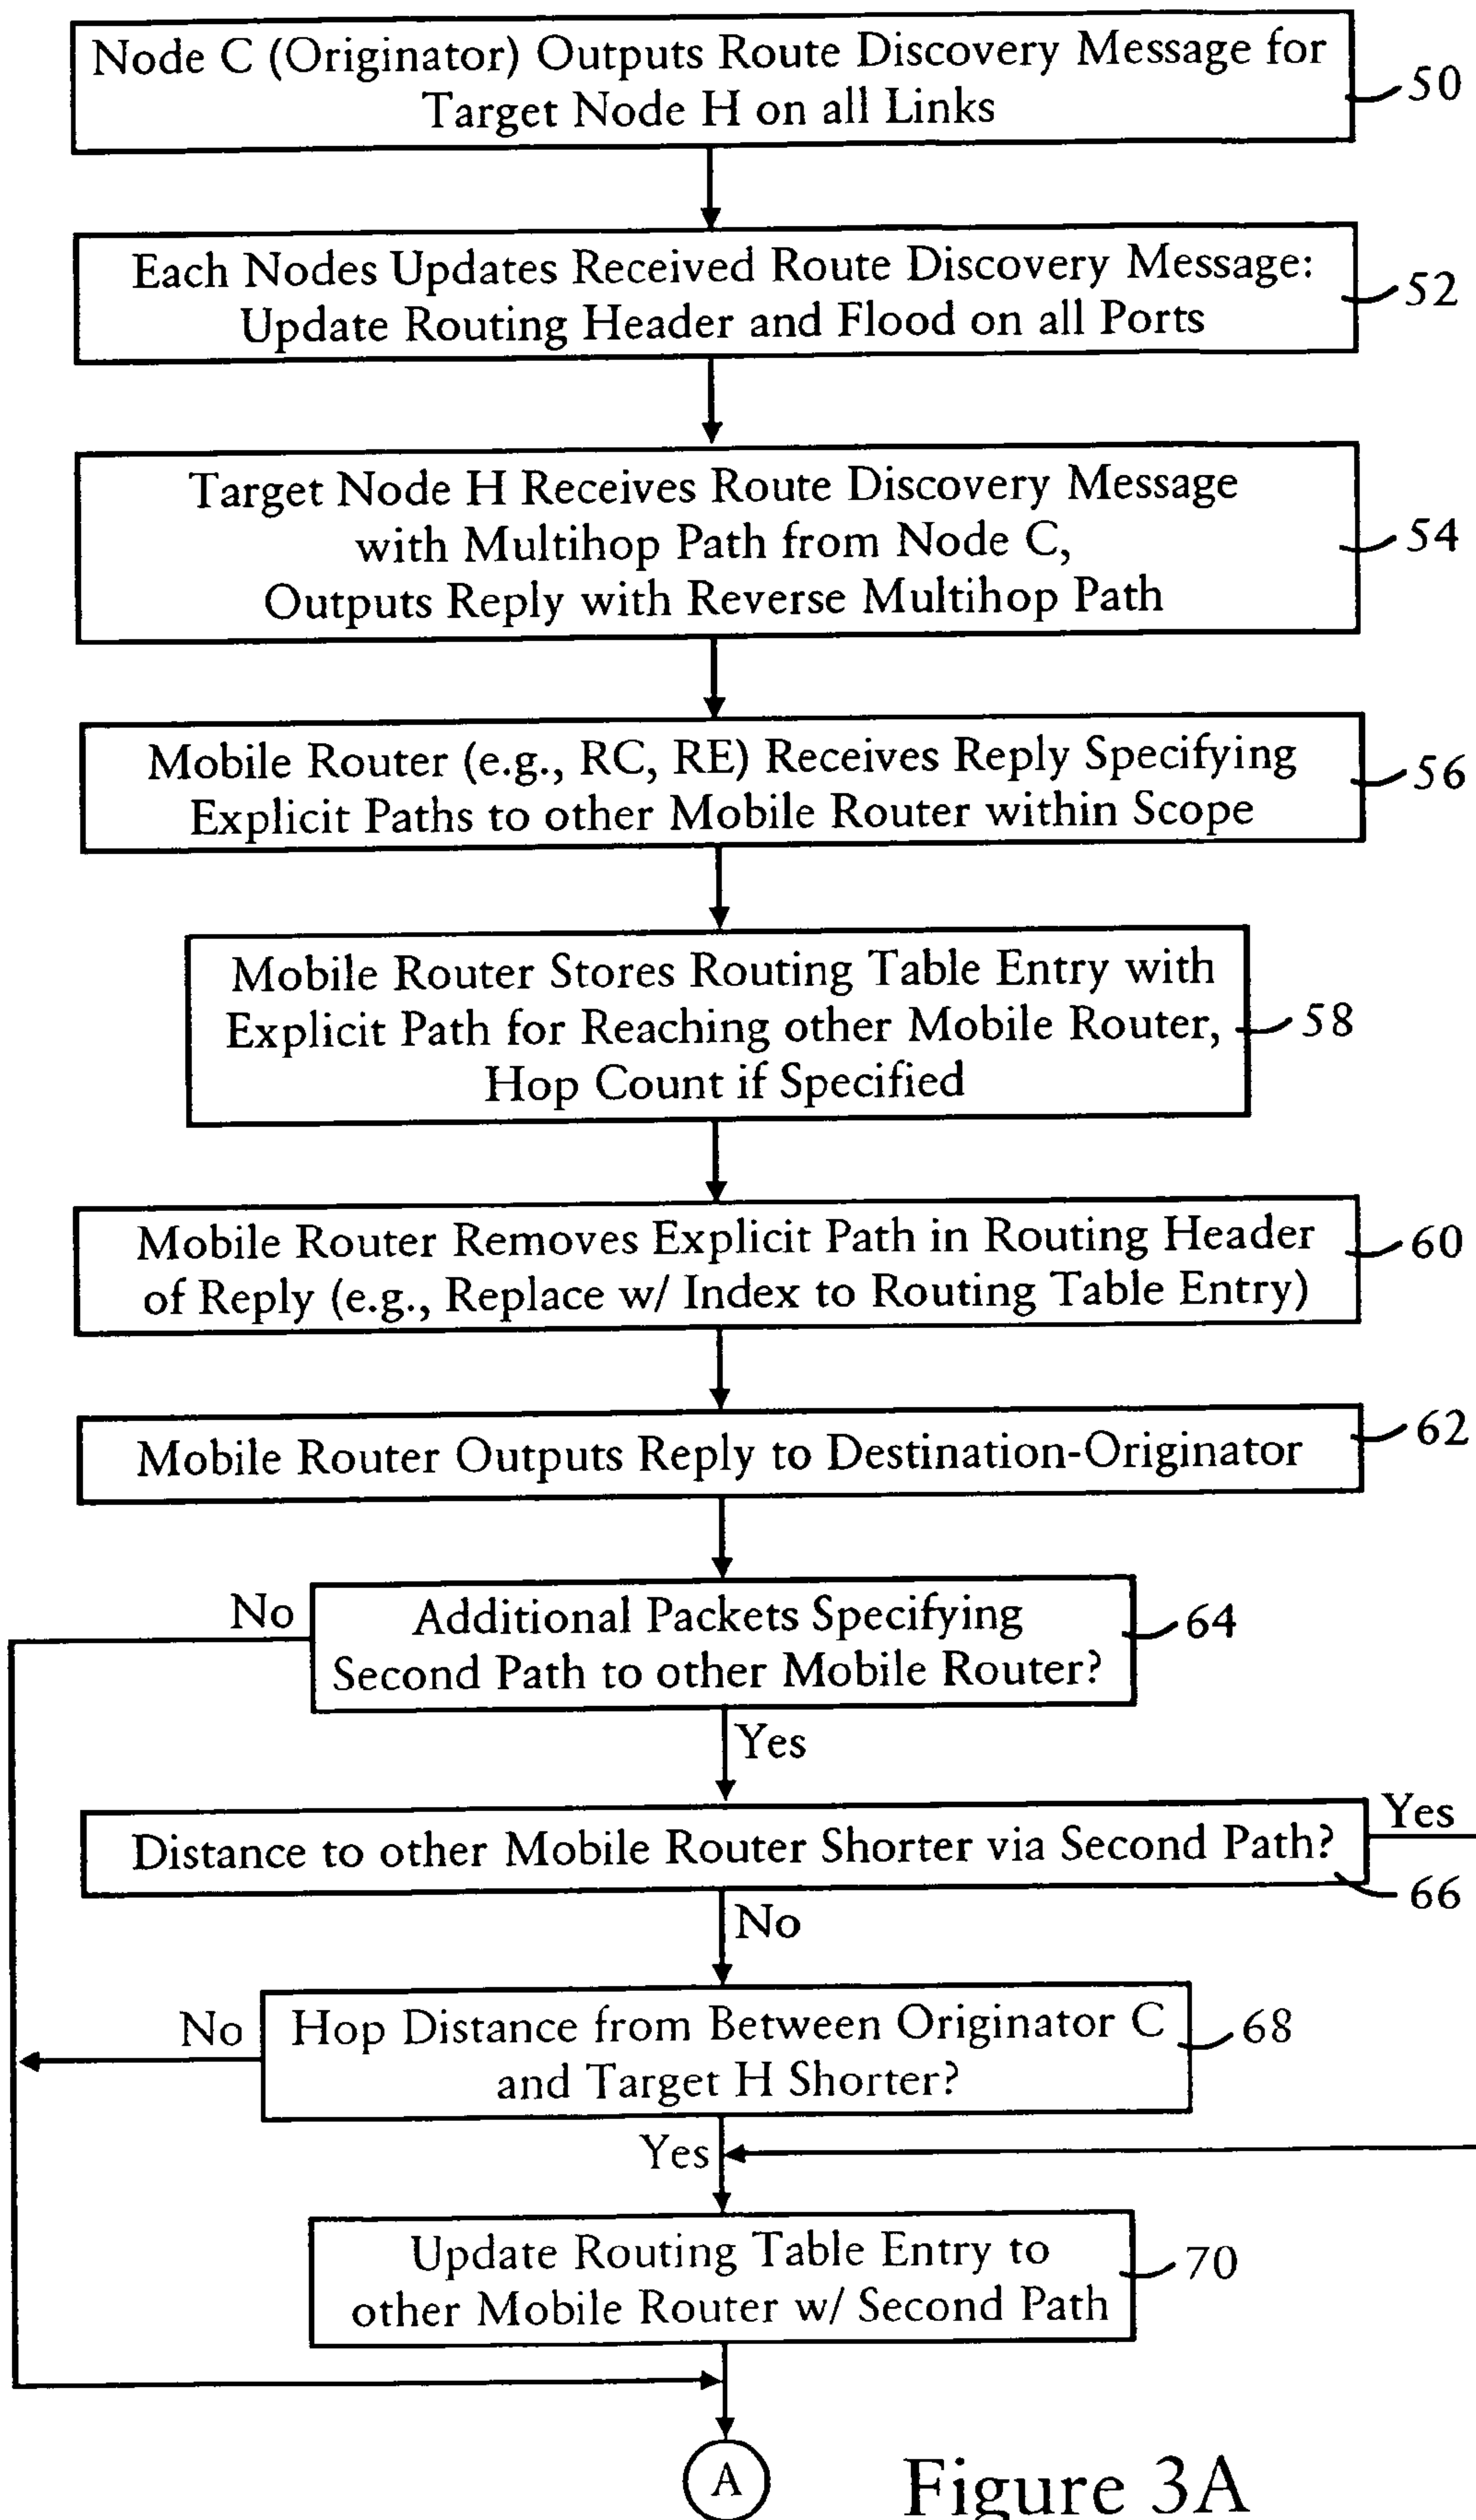 Node C (Originator) Outputs Route Discovery Message for
Target Node H on all Links
50
Each Nodes Updates Received Route Discovery Message:
Update Routing Header and Flood on all Ports
52
Target Node H Receives Route Discovery Message
with Multihop Path from Node C,
Outputs Reply with Reverse Multihop Path
54
Mobile Router (e.g., RC, RE) Receives Reply Specifying
Explicit Paths to other Mobile Router within Scope
56
Mobile Router Stores Routing Table Entry with
Explicit Path for Reaching other Mobile Router,
Hop Count if Specified
58
Mobile Router Removes Explicit Path in Routing Header
of Reply (e.g., Replace w/ Index to Routing Table Entry)
60
Mobile Router Outputs Reply to Destination-Originator
62
No
Additional Packets Specifying
Second Path to other Mobile Router?
64
Yes
Distance to other Mobile Router Shorter via Second Path?
Yes
66
No
No
Hop Distance from Between Originator C
and Target H Shorter?
68
Yes
Update Routing Table Entry to
other Mobile Router w/ Second Path
70
A
Figure 3A